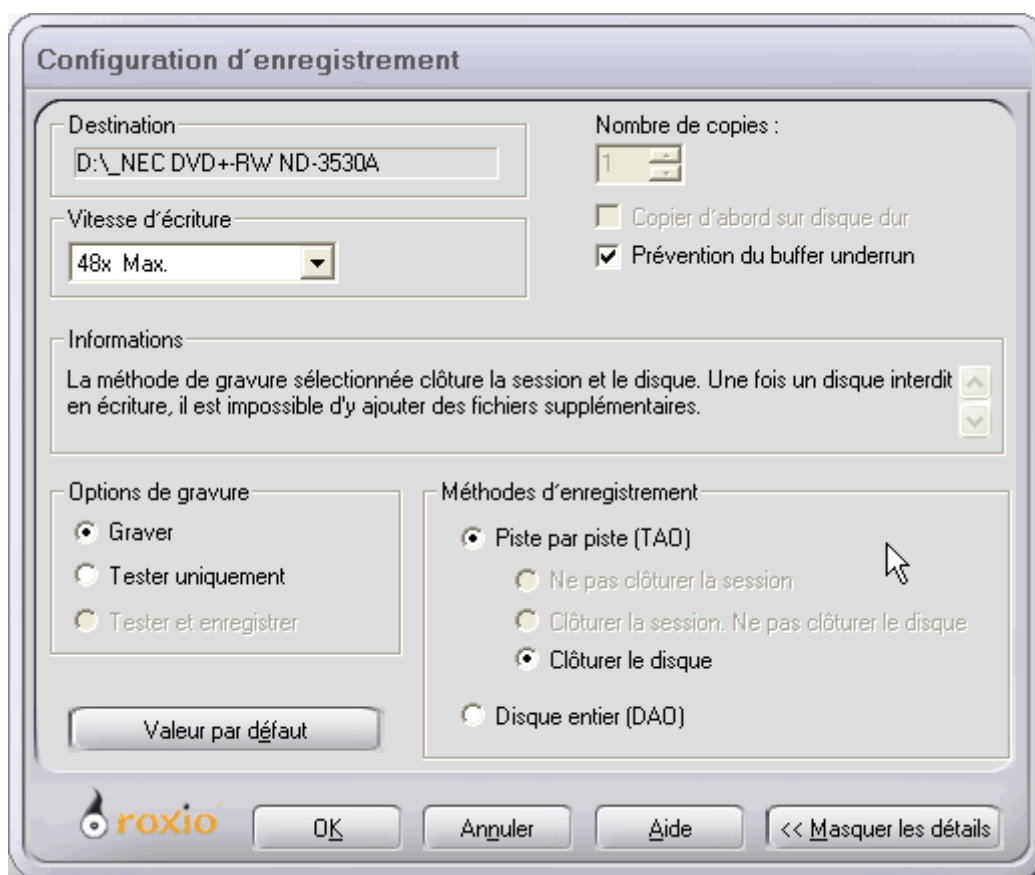 Configuration d´enregistrement
Destination
D:\_NEC DVD+-RW ND-3530A
Nombre de copies :
1
Vitesse d´écriture
48x Max.
Copier d´abord sur disque dur
Prévention du buffer underrun
Informations
La méthode de gravure sélectionnée clôture la session et le disque. Une fois un disque interdit
en écriture, il est impossible d'y ajouter des fichiers supplémentaires.
Options de gravure
Graver
Tester uniquement
Tester et enregistrer
Méthodes d´enregistrement
Piste par piste (TAO)
Ne pas clôturer la session
Clôturer la session. Ne pas clôturer le disque
Clôturer le disque
Disque entier (DAO)
Valeur par défaut
roxio
OK
Annuler
Aide
<< Masquer les détails